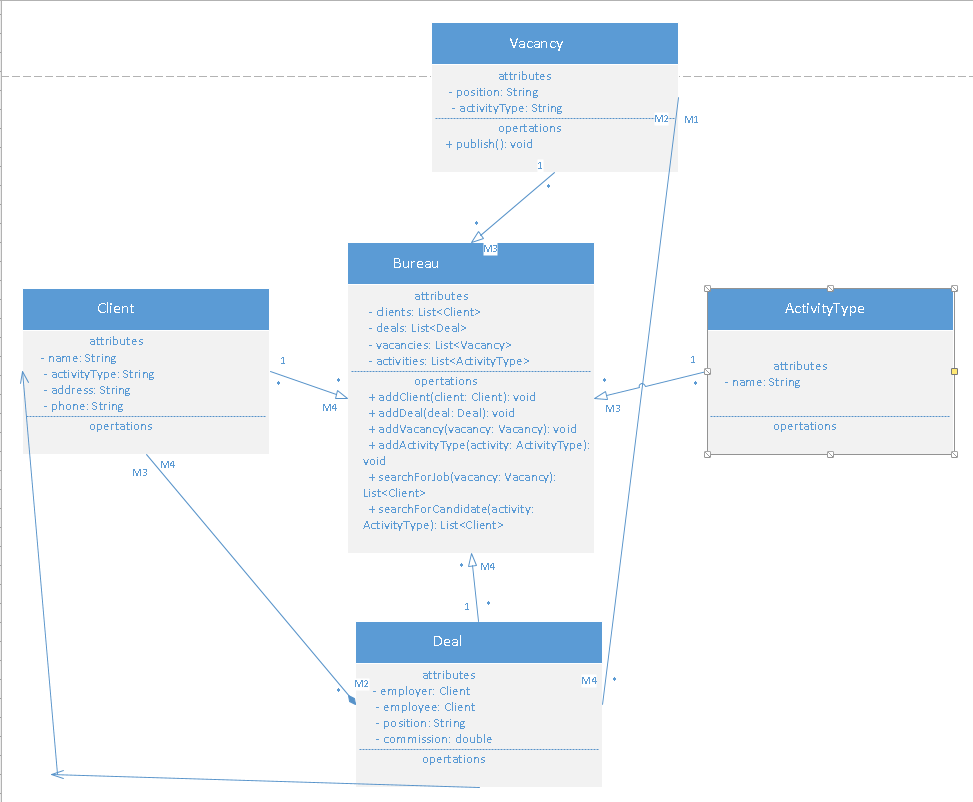 Vacancy
attributes
- position: String
- activityType: String
opertations
+ publish(): void
M2
M1
1
*
*
M3
Bureau
attributes
- clients: List<Client>
- deals: List<Deal>
- vacancies: List<Vacancy>
- activities: List<ActivityType>
opertations
+ addClient(client: Client): void
+ addDeal(deal: Deal): void
+ addVacancy(vacancy: Vacancy): void
+ addActivityType(activity: ActivityType):
void
+ searchForJob(vacancy: Vacancy):
List<Client>
+ searchForCandidate(activity:
ActivityType): List<Client>
Client
attributes
- name: String
- activityType: String
- address: String
- phone: String
opertations
1
*
*
M4
M3
M4
ActivityType
attributes
- name: String
opertations
1
*
*
M3
*
M4
1
*
Deal
attributes
- employer: Client
- employee: Client
- position: String
- commission: double
opertations
M2
*
M4
*